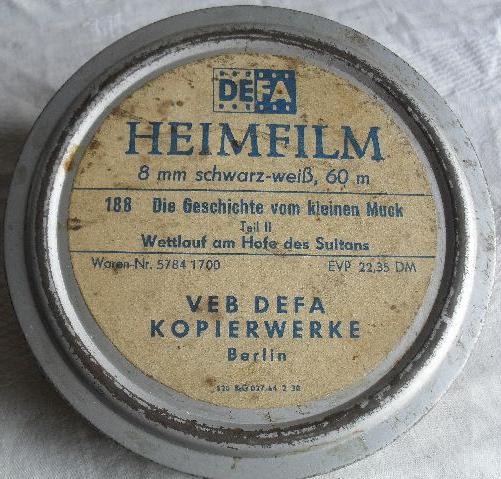 DEFA
HEIMFILM
8 mm schwarz-weiß, 60 m
188 Die Geschichte vom kleinen Muck
Teil II
Wettlauf am Hofe des Sultans
Waren-Nr. 5784 1700 EVP 22,35 DM
VEB DEFA
KOPIERWERKE
Berlin